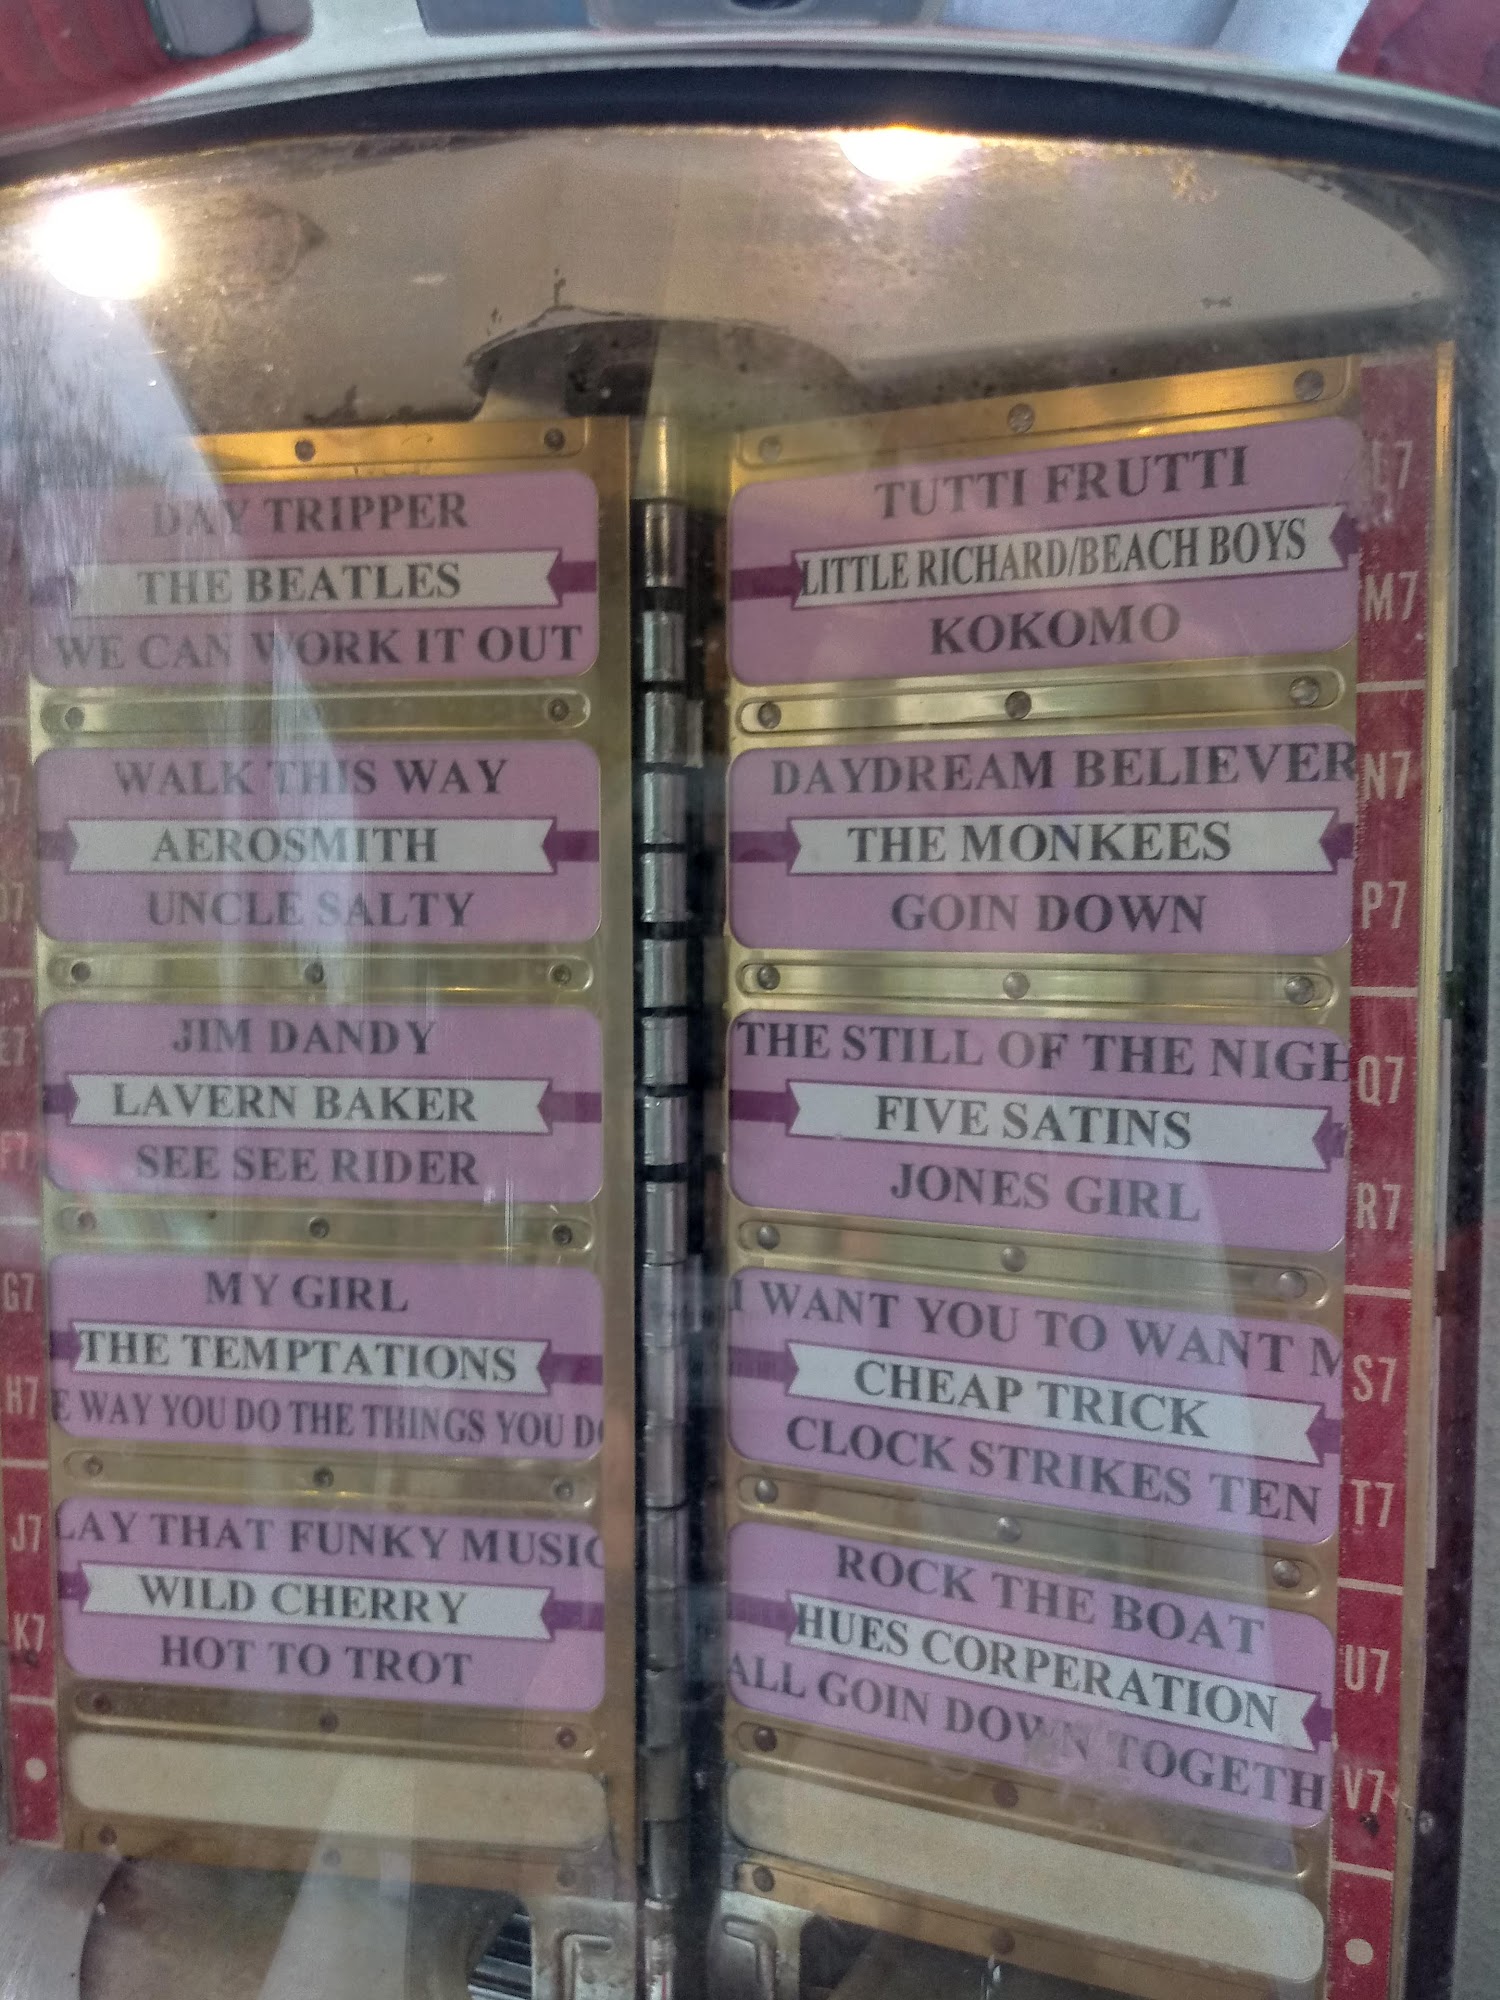 DAY TRIPPER
THE BEATLES
WE CAN WORK IT OUT
WALK THIS WAY
AEROSMITH
UNCLE SALTY
JIM DANDY
LAVERN BAKER
SEE SEE RIDER
MY GIRL
THE TEMPTATIONS
E WAY YOU DO THE THINGS YOU DO
LAY THAT FUNKY MUSIC
WILD CHERRY
HOT TO TROT
E7
F7
G7
H7
J7
K7
TUTTI FRUTTI
LITTLE RICHARD/BEACH BOYS
KOKOMO
DAYDREAM BELIEVER
THE MONKEES
GOIN DOWN
THE STILL OF THE NIGH
FIVE SATINS
JONES GIRL
I WANT YOU TO WANT M
CHEAP TRICK
CLOCK STRIKES TEN
ROCK THE BOAT
HUES CORPERATION
ALL GOIN DOWN TOGETH
M7
N7
P7
Q7
R7
S7
T7
U7
V7